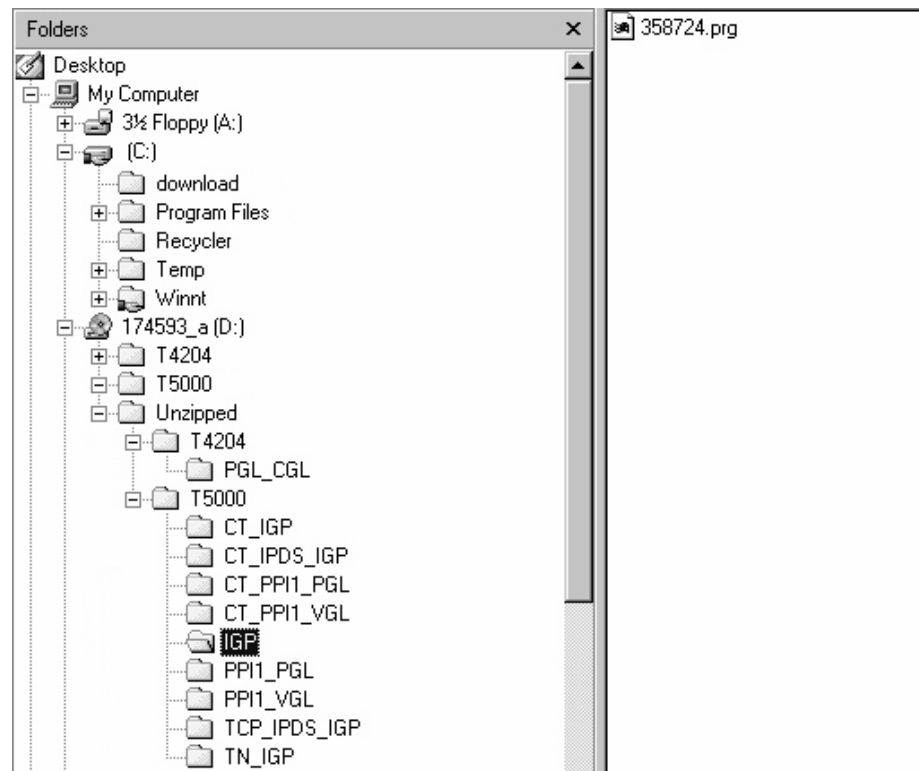 Folders
358724.prg
Desktop
My Computer
3½ Floppy (A:)
(C:)
download
Program Files
Recycler
Temp
Winnt
174593_a (D:)
T4204
T5000
Unzipped
T4204
PGL_CGL
T5000
CT_IGP
CT_IPDS_IGP
CT_PPI1_PGL
CT_PPI1_VGL
IGP
PPI1_PGL
PPI1_VGL
TCP_IPDS_IGP
TN_IGP